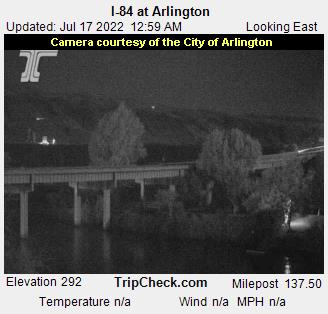 I-84 at Arlington
Updated: Jul 17 2022 12:59 AM Looking East
Camera courtesy of the City of Arlington
Elevation 292 TripCheck.com Milepost 137.50
Temperature n/a Wind n/a MPH n/a